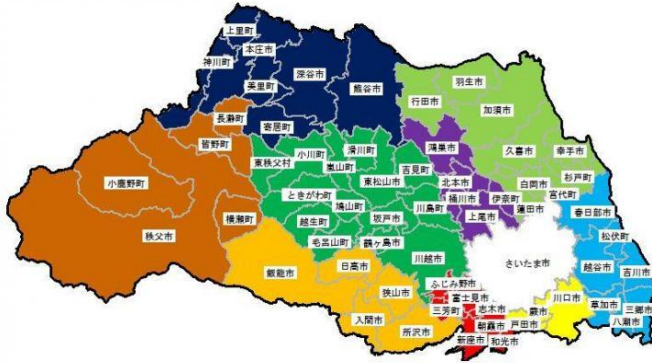 上里町
本庄市
神川町
美里町
深谷市
熊谷市
羽生市
行田市
加須市
長瀞町
寄居町
皆野町
小川町
滑川町
鴻巣市
久喜市
幸手市
東秩父村
嵐山町
吉見町
北本市
杉戸町
小鹿野町
東松山市
白岡市
宮代町
ときがわ町
桶川市
伊奈町
蓮田市
鳩山町
川島町
春日部市
横瀬町
越生町
坂戸市
上尾市
松伏町
秩父市
毛呂山町
鶴ヶ島市
川越市
さいたま市
越谷市
吉川市
飯能市
日高市
ふじみ野市
狭山市
富士見市
川口市
草加市
三郷市
三芳町
志木市
蕨市
入間市
所沢市
朝霞市
戸田市
八潮市
新座市
和光市